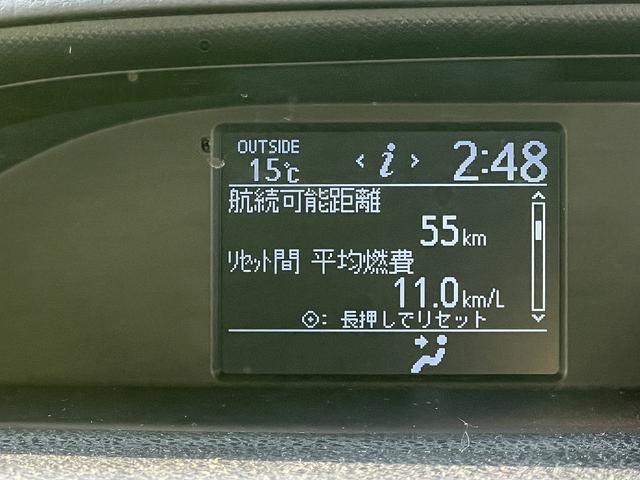 OUTSIDE
15℃ < i > 2:48
航続可能距離
55km
リセット間 平均燃費
11.0km/L
: 長押しでリセット